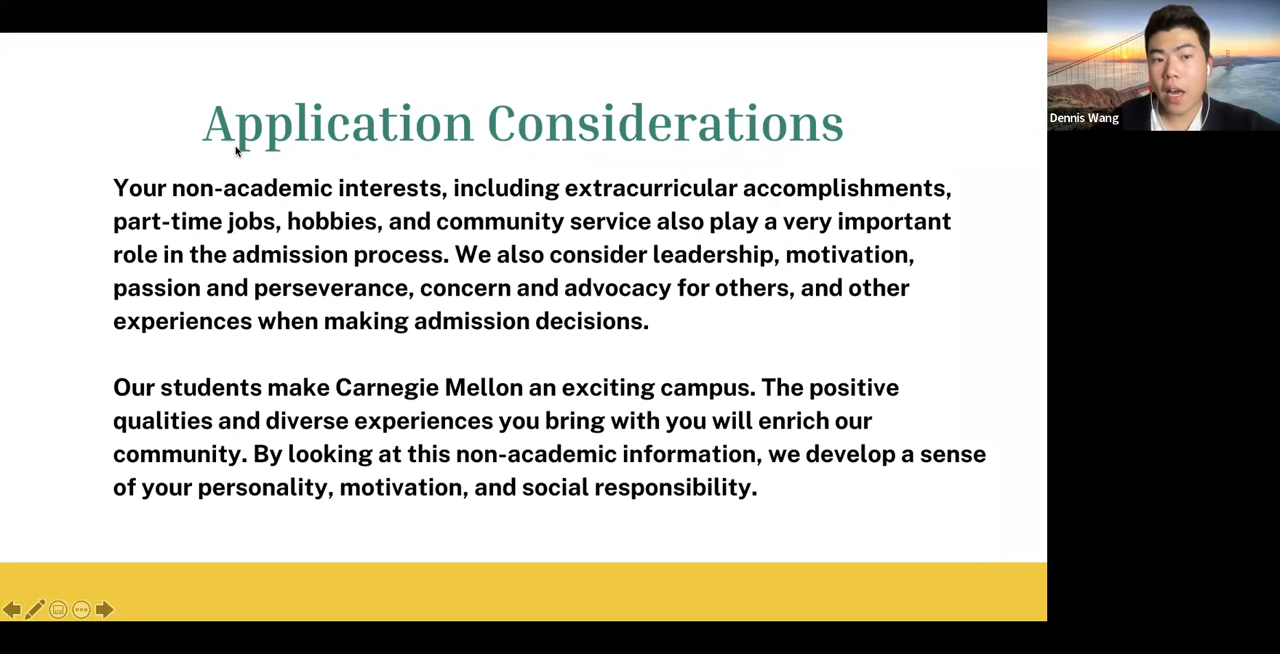 Application Considerations
Your non-academic interests, including extracurricular accomplishments,
part-time jobs, hobbies, and community service also play a very important
role in the admission process. We also consider leadership, motivation,
passion and perseverance, concern and advocacy for others, and other
experiences when making admission decisions.
Our students make Carnegie Mellon an exciting campus. The positive
qualities and diverse experiences you bring with you will enrich our
community. By looking at this non-academic information, we develop a sense
of your personality, motivation, and social responsibility.
Dennis Wang